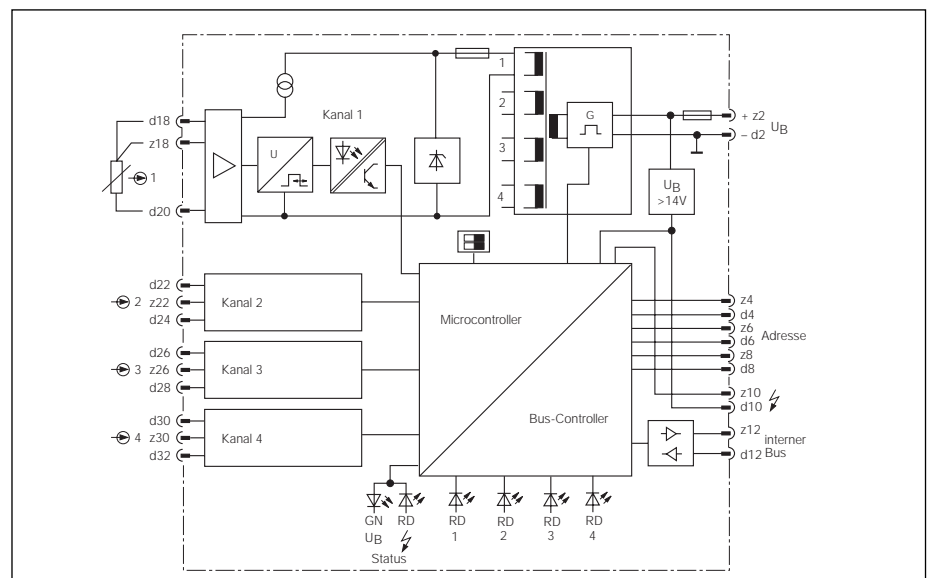 1
Kanal 1
2
G
+ z2
d18
UB
z18
U
– d2
3
1
UB
>14V
4
d20
d22
z4
2 z22
Kanal 2
d4
Microcontroller
z6
d24
d6
Adresse
z8
d26
d8
3 z26
Kanal 3
z10
d28
d10
Bus-Controller
d30
z12
interner
4 z30
Kanal 4
Bus
d12
d32
GN
RD
RD
RD
RD
RD
UB
1
2
3
4
Status